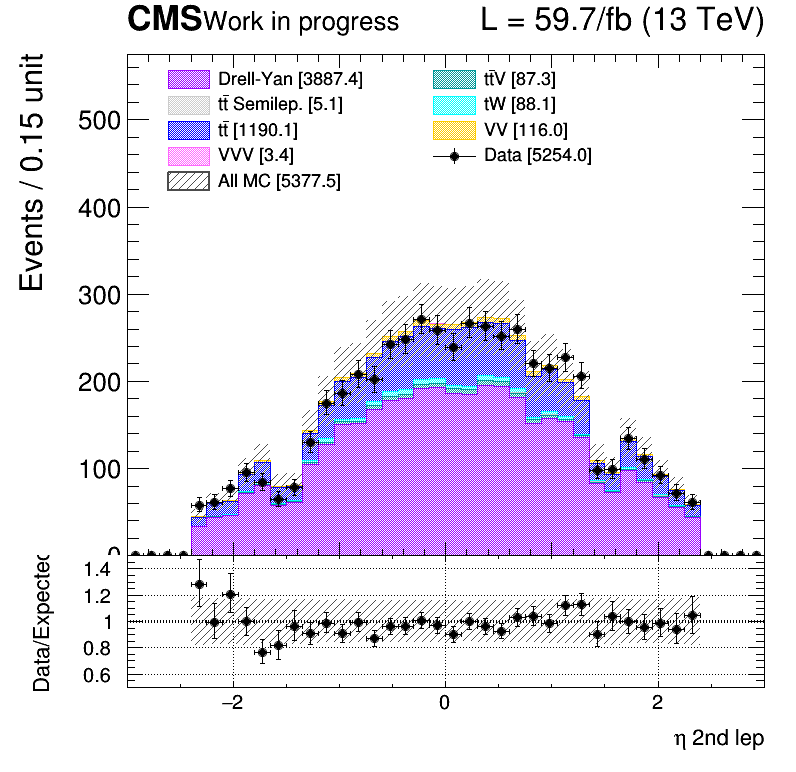 CMS Work in progress L = 59.7/fb (13 TeV)
Events / 0.15 unit
Drell-Yan [3887.4] tt̄V [87.3]
tt̄ Semilep. [5.1] tW [88.1]
tt̄ [1190.1] VV [116.0]
VVV [3.4] Data [5254.0]
All MC [5377.5]
500
400
300
200
100
0
Data/Expected
1.4
1.2
1
0.8
0.6
−2 0 2
η 2nd lep